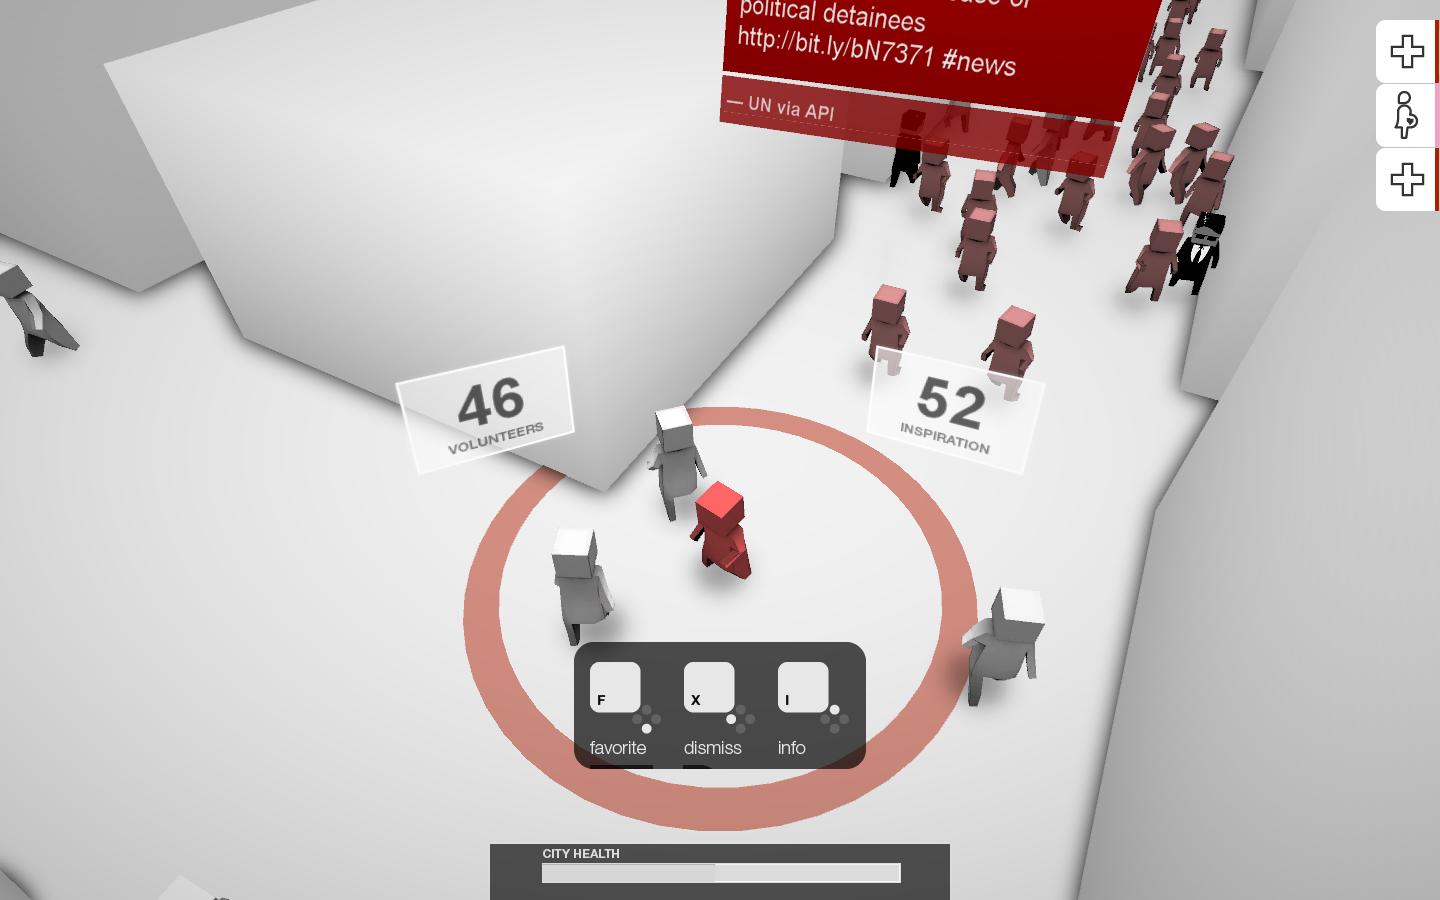 political detainees
http://bit.ly/bN7371 #news
— UN via API
46
VOLUNTEERS
52
INSPIRATION
F
X
I
favorite
dismiss
info
CITY HEALTH